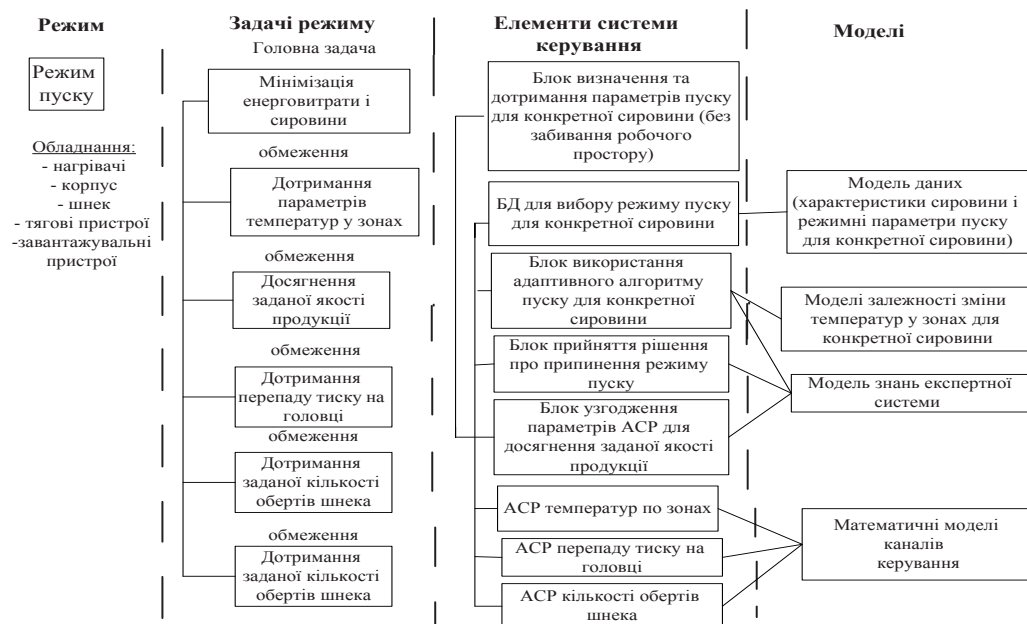 Режим
Режим
пуску
Обладнання:
- нагрівачі
- корпус
- шнек
- тягові пристрої
-завантажувальні
пристрої
Задачі режиму
Головна задача
Мінімізація
енерговитрати і
сировини
обмеження
Дотримання
параметрів
температур у зонах
обмеження
Досягнення
заданої якості
продукції
обмеження
Дотримання
перепаду тиску на
головці
обмеження
Дотримання
заданої кількості
обертів шнека
обмеження
Дотримання
заданої кількості
обертів шнека
Елементи системи
керування
Блок визначення та
дотримання параметрів пуску
для конкретної сировини (без
забивання робочого
простору)
БД для вибору режиму пуску
для конкретної сировини
Блок використання
адаптивного алгоритму
пуску для конкретної
сировини
Блок прийняття рішення
про припинення режиму
пуску
Блок узгодження
параметрів АСР для
досягнення заданої якості
продукції
АСР температур по зонах
АСР перепаду тиску на
головці
АСР кількості обертів
шнека
Моделі
Модель даних
(характеристики сировини і
режимні параметри пуску
для конкретної сировини)
Моделі залежності зміни
температур у зонах для
конкретної сировини
Модель знань експертної
системи
Математичні моделі
каналів
керування